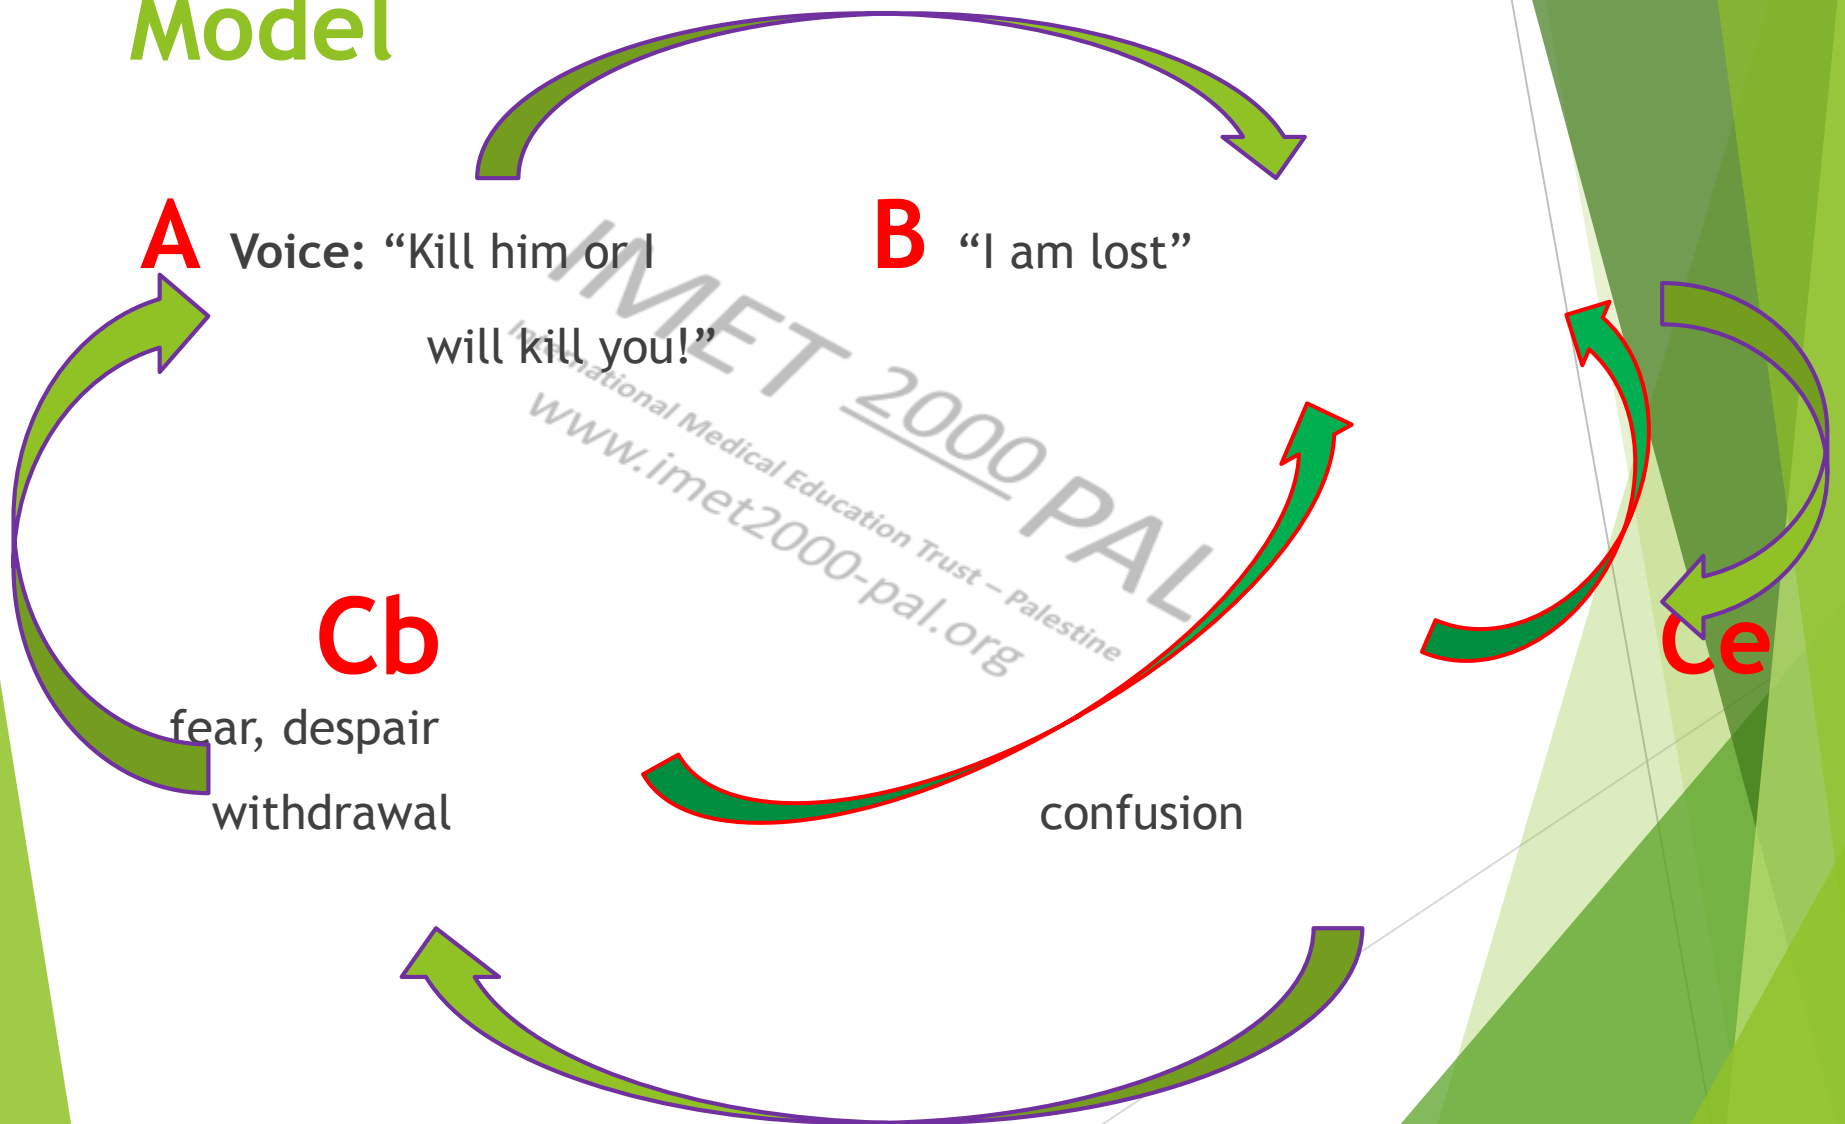 Model
A Voice: “Kill him or I
will kill you!”
B “I am lost”
Cb
Ce
fear, despair
withdrawal
confusion
IMET 2000 PAL
International Medical Education Trust – Palestine
www.imet2000-pal.org